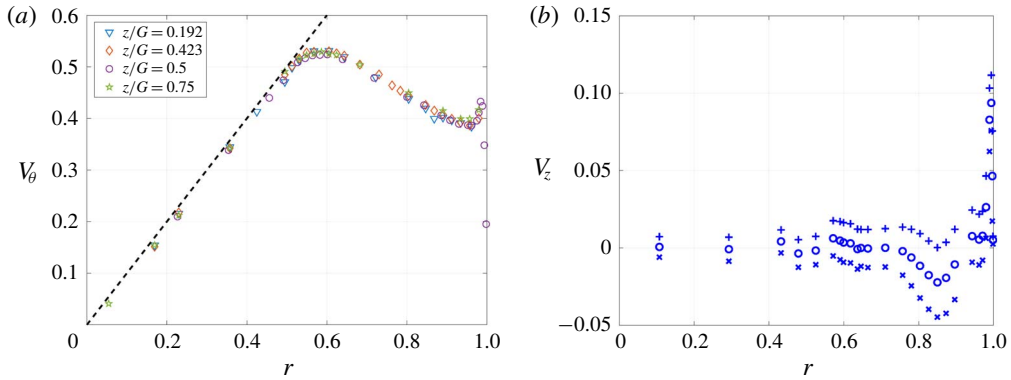 (a)
0.6
0.5
0.4
0.3
0.2
0.1
V_θ
z/G = 0.192
z/G = 0.423
z/G = 0.5
z/G = 0.75
0 0.2 0.4 0.6 0.8 1.0
r
(b)
0.15
0.10
0.05
0
−0.05
V_z
0 0.2 0.4 0.6 0.8 1.0
r